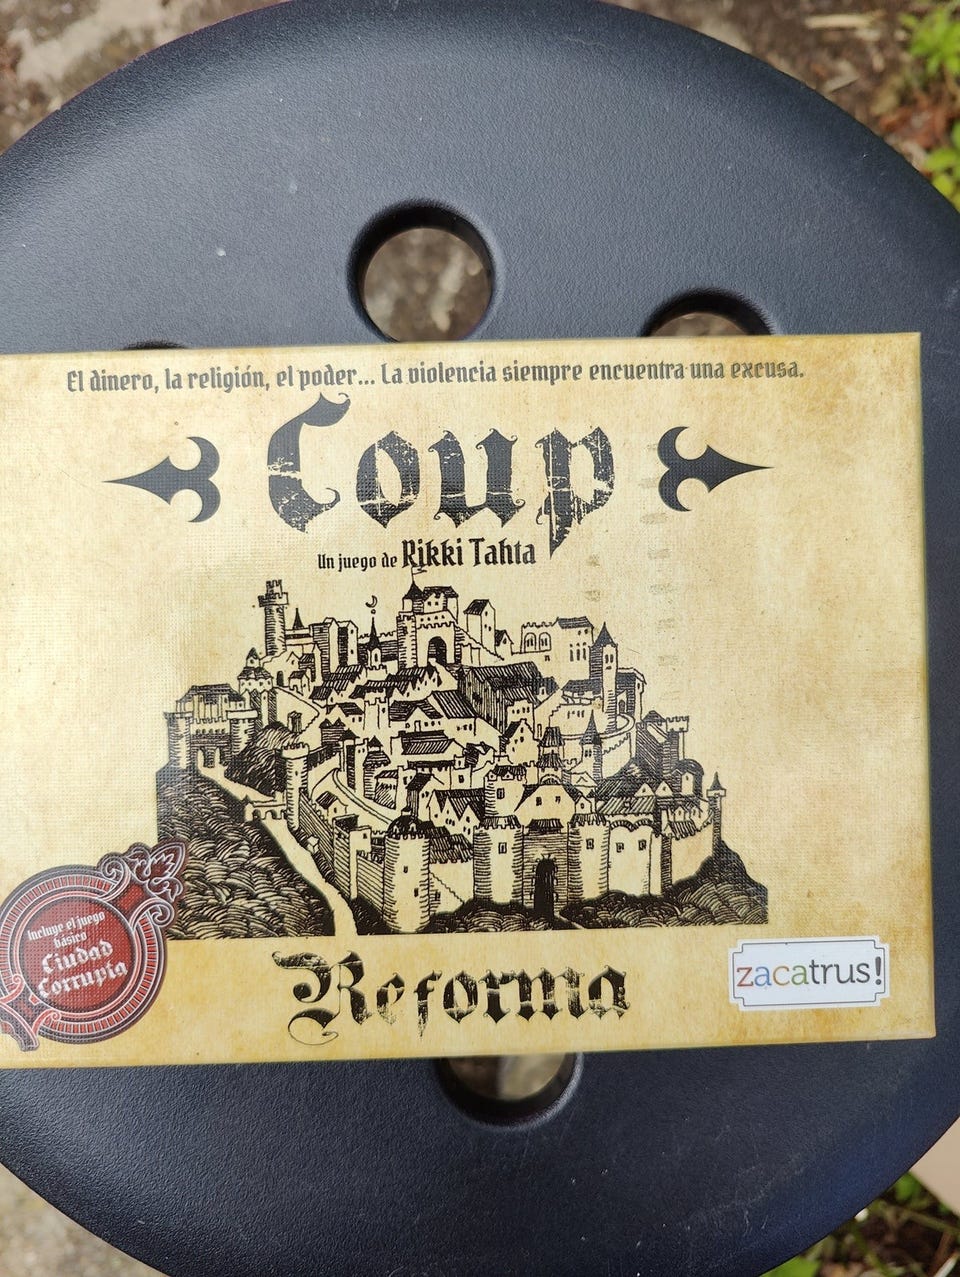 El dinero, la religión, el poder... La violencia siempre encuentra una excusa.
Coup
Un juego de Rikki Tahta
Incluye el juego
básico
Ciudad
Corrupta
Reforma
zacatrus!